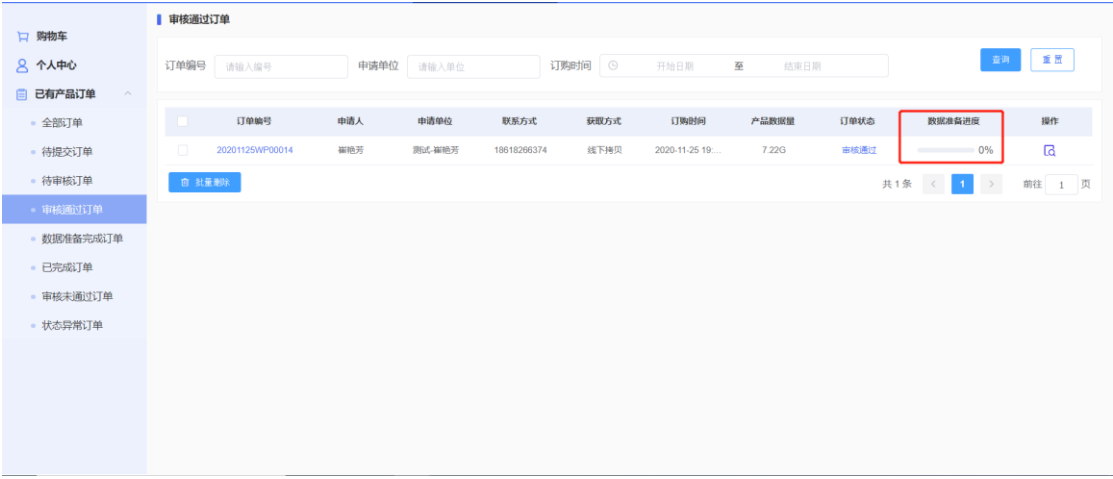 购物车
个人中心
已有产品订单
全部订单
待提交订单
待审核订单
审核通过订单
数据准备完成订单
已完成订单
审核未通过订单
状态异常订单
审核通过订单
订单编号 请输入编号 申请单位 请输入单位 订购时间 开始日期 至 结束日期 查询 重置
订单编号 申请人 申请单位 联系方式 获取方式 订购时间 产品数据量 订单状态 数据准备进度 操作
20201125WP00014 崔艳芳 测试-崔艳芳 18618266374 线下拷贝 2020-11-25 19:... 7.22G 审核通过 0%
批量删除 共 1 条 < 1 > 前往 1 页